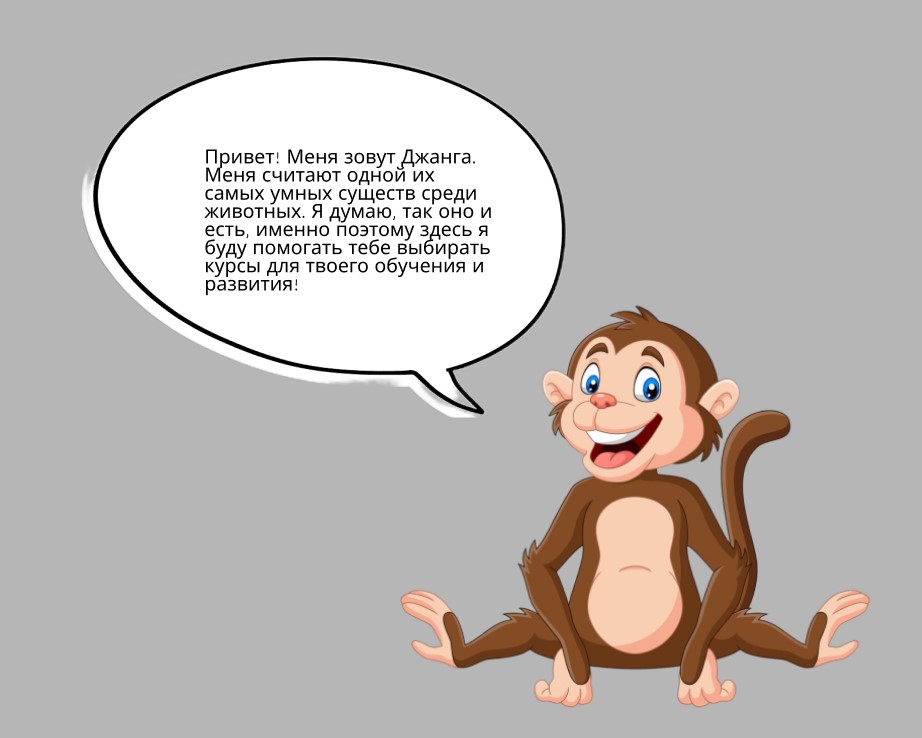 Привет! Меня зовут Джанга.
Меня считают одной их
самых умных существ среди
животных. Я думаю, так оно и
есть, именно поэтому здесь я
буду помогать тебе выбирать
курсы для твоего обучения и
развития!